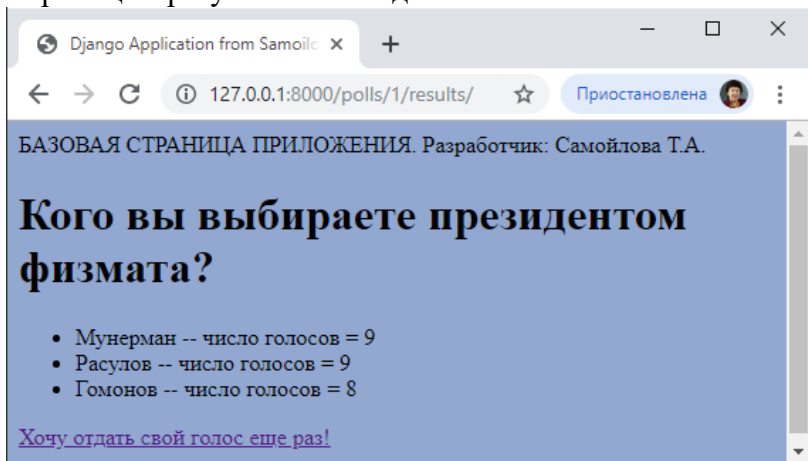 Django Application from Samoilo
127.0.0.1:8000/polls/1/results/
Приостановлена
БАЗОВАЯ СТРАНИЦА ПРИЛОЖЕНИЯ. Разработчик: Самойлова Т.А.
Кого вы выбираете президентом
физмата?
• Мунерман -- число голосов = 9
• Расулов -- число голосов = 9
• Гомонов -- число голосов = 8
Хочу отдать свой голос еще раз!